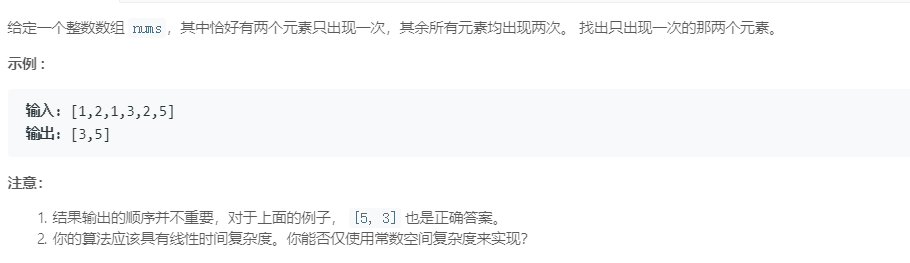 给定一个整数数组 nums，其中恰好有两个元素只出现一次，其余所有元素均出现两次。 找出只出现一次的那两个元素。
示例 :
输入: [1,2,1,3,2,5]
输出: [3,5]
注意：
1. 结果输出的顺序并不重要，对于上面的例子， [5, 3] 也是正确答案。
2. 你的算法应该具有线性时间复杂度。你能否仅使用常数空间复杂度来实现？